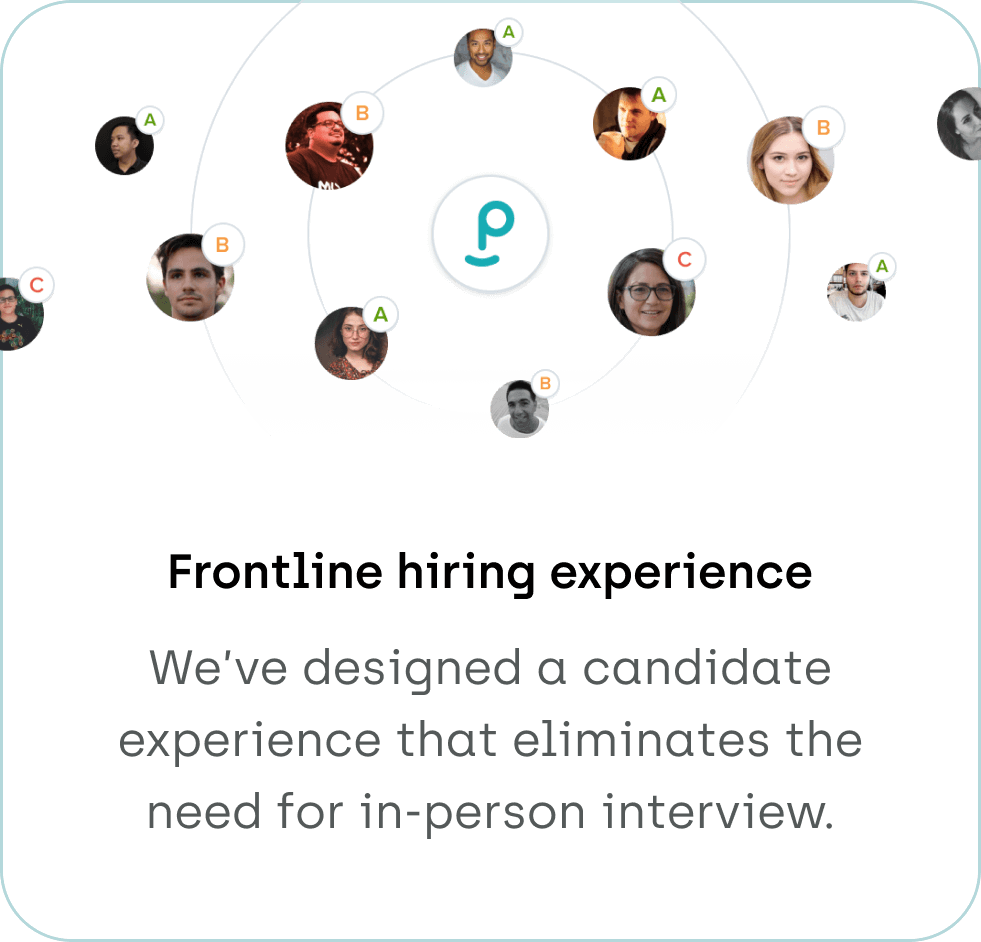 A
A
B
A
B
B
C
A
C
A
B
p
Frontline hiring experience
We've designed a candidate
experience that eliminates the
need for in-person interview.